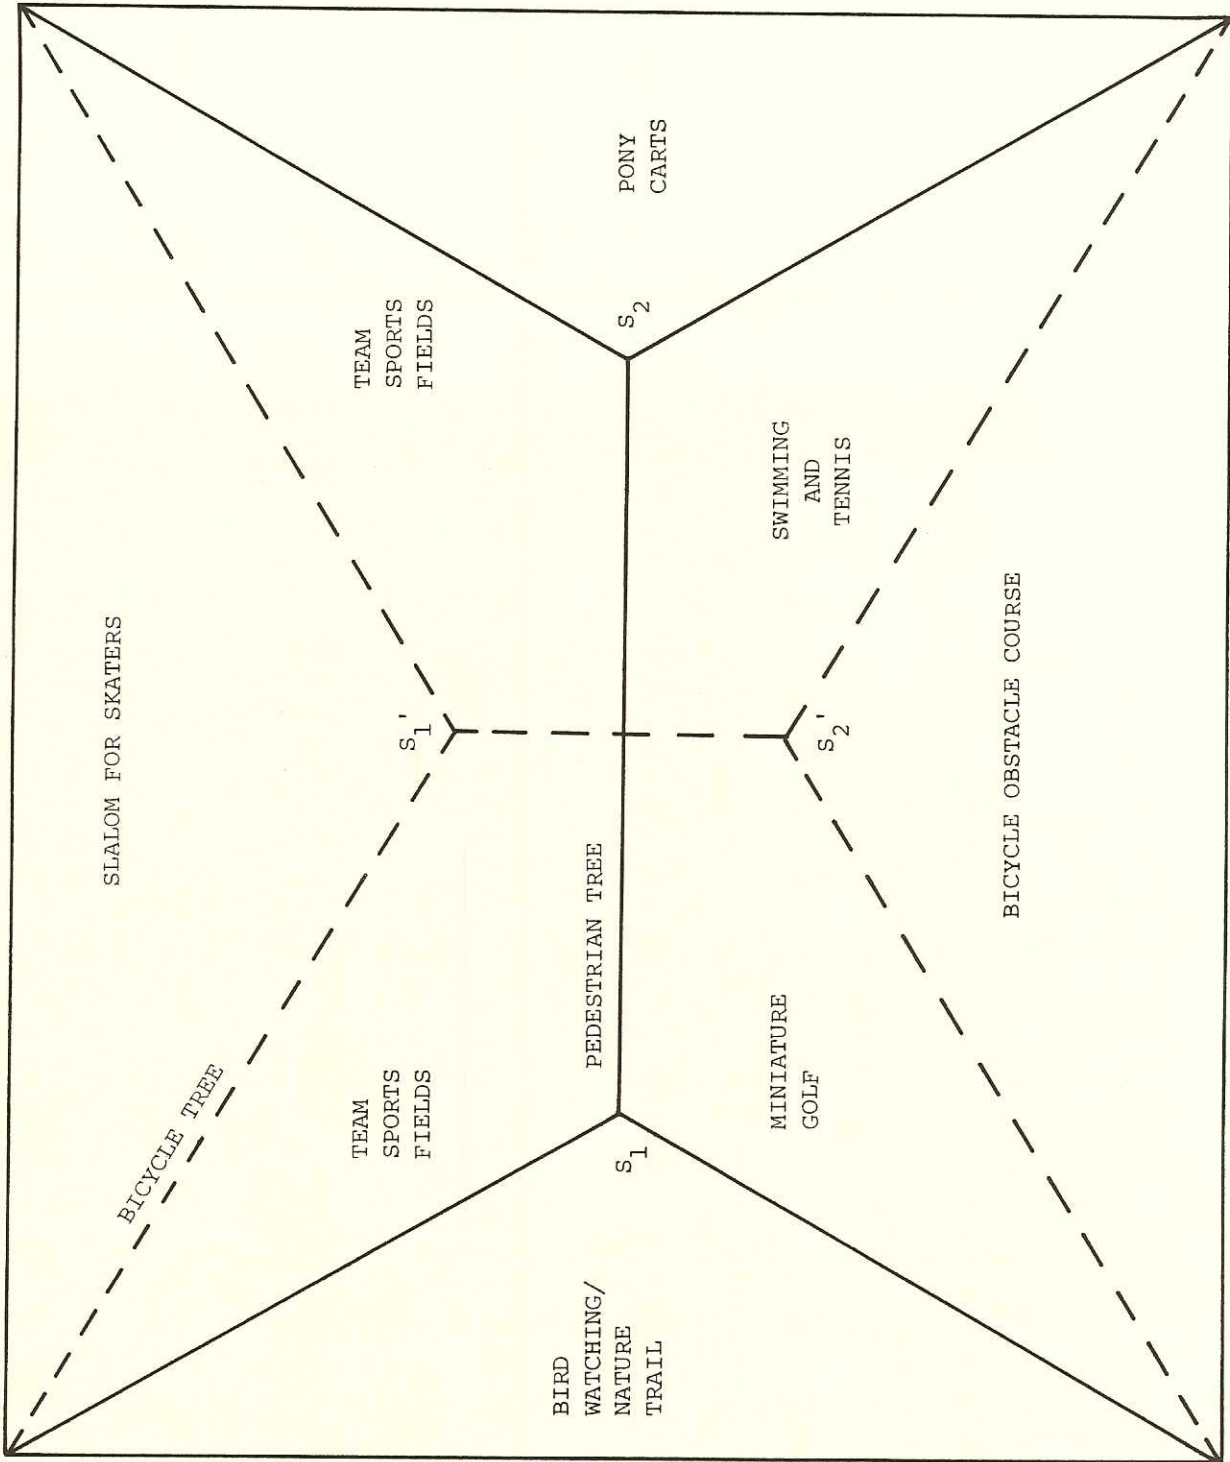 SLALOM FOR SKATERS
BICYCLE TREE
TEAM
SPORTS
FIELDS
S₁'
TEAM
SPORTS
FIELDS
BIRD
WATCHING/
NATURE
TRAIL
PEDESTRIAN TREE
S₁
S₂
PONY
CARTS
MINIATURE
GOLF
S₂'
SWIMMING
AND
TENNIS
BICYCLE OBSTACLE COURSE